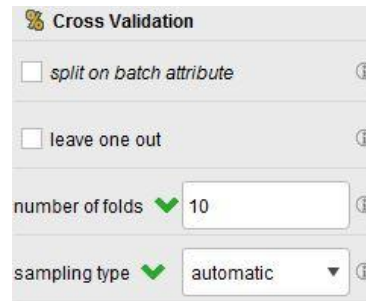 Cross Validation
split on batch attribute
leave one out
number of folds 10
sampling type automatic